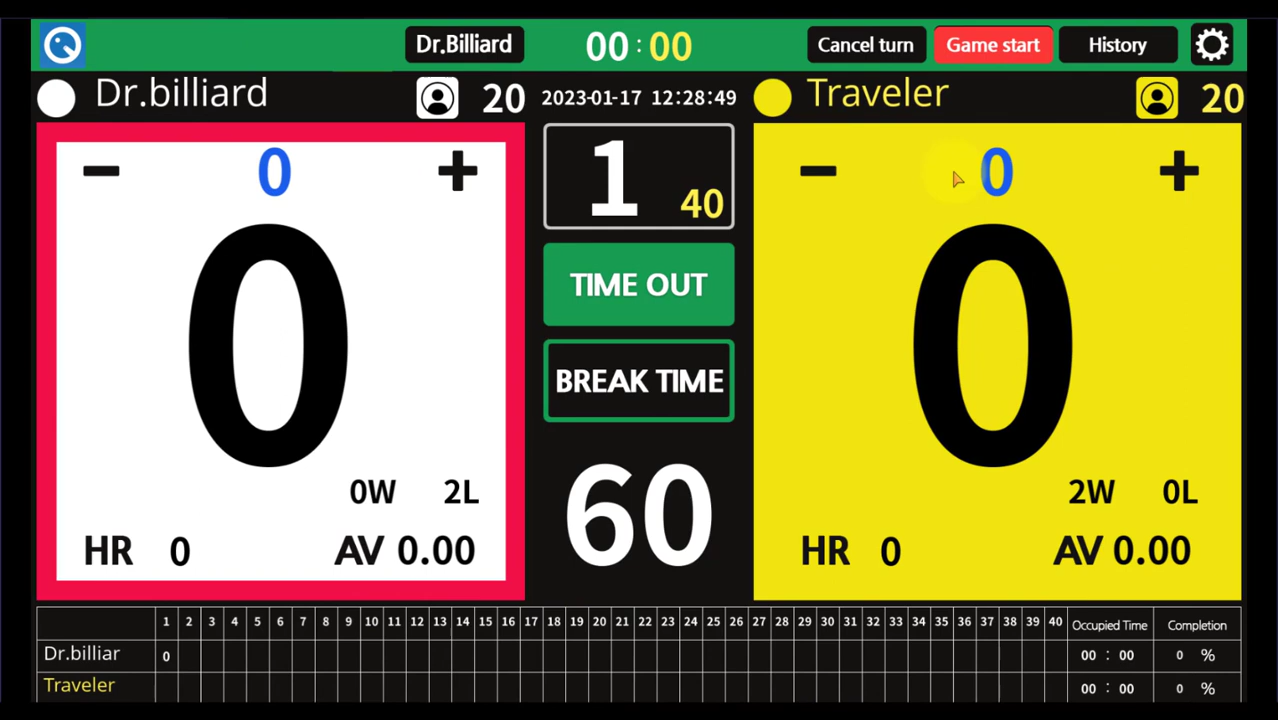 Dr.Billiard 00 : 00 Cancel turn Game start History
Dr.billiard 20 2023-01-17 12:28:49 Traveler 20
− 0 + 1 40 − 0 +
0 TIME OUT 0
BREAK TIME
0W 2L 60 2W 0L
HR 0 AV 0.00 HR 0 AV 0.00
1 2 3 4 5 6 7 8 9 10 11 12 13 14 15 16 17 18 19 20 21 22 23 24 25 26 27 28 29 30 31 32 33 34 35 36 37 38 39 40 Occupied Time Completion
Dr.billiar 0 00 : 00 0 %
Traveler 00 : 00 0 %